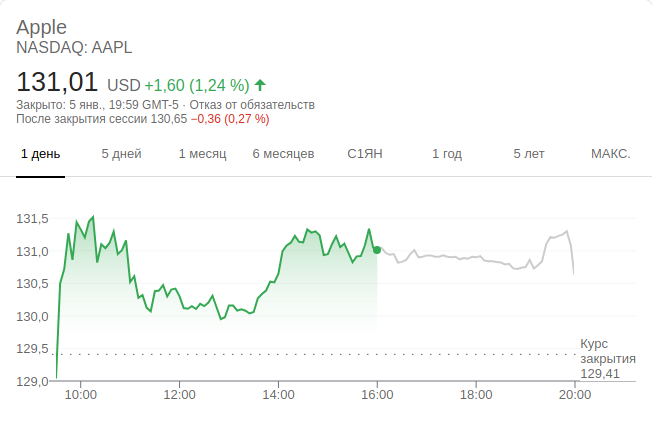 Apple
NASDAQ: AAPL
131,01 USD +1,60 (1,24 %)
Закрыто: 5 янв., 19:59 GMT-5 · Отказ от обязательств
После закрытия сессии 130,65 −0,36 (0,27 %)
1 день 5 дней 1 месяц 6 месяцев С1ЯН 1 год 5 лет МАКС.
131,5
131,0
130,5
130,0
129,5
129,0
Курс
закрытия
129,41
10:00 12:00 14:00 16:00 18:00 20:00